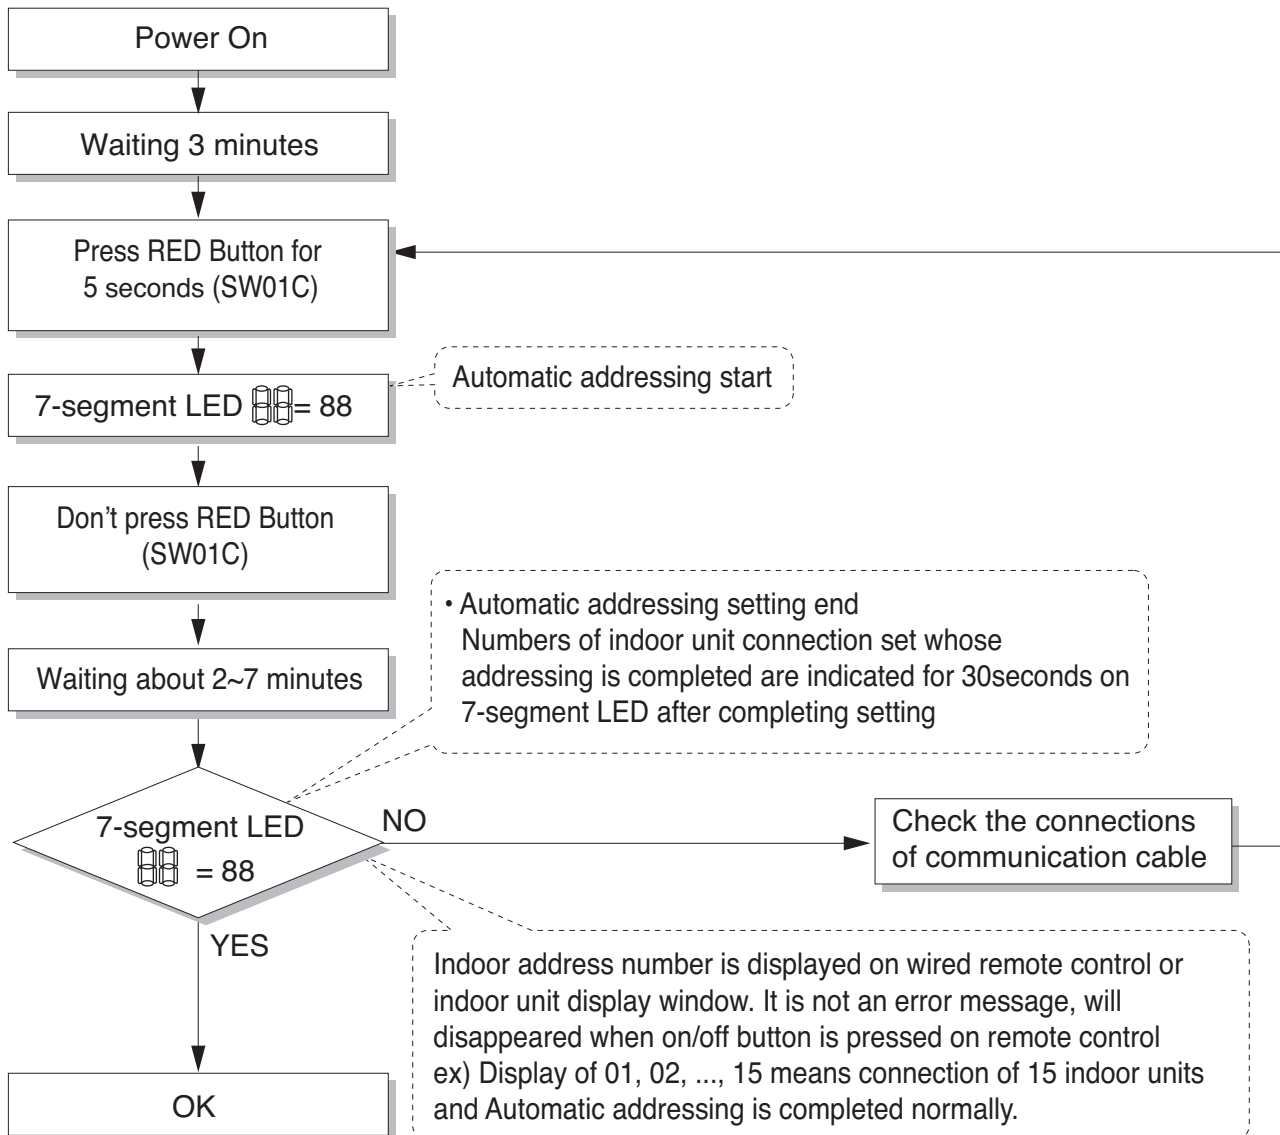 Power On
Waiting 3 minutes
Press RED Button for
5 seconds (SW01C)
7-segment LED 88 = 88
Automatic addressing start
Don't press RED Button
(SW01C)
Waiting about 2~7 minutes
• Automatic addressing setting end
Numbers of indoor unit connection set whose
addressing is completed are indicated for 30seconds on
7-segment LED after completing setting
7-segment LED
88 = 88
NO
Check the connections
of communication cable
YES
Indoor address number is displayed on wired remote control or
indoor unit display window. It is not an error message, will
disappeared when on/off button is pressed on remote control
ex) Display of 01, 02, ..., 15 means connection of 15 indoor units
and Automatic addressing is completed normally.
OK